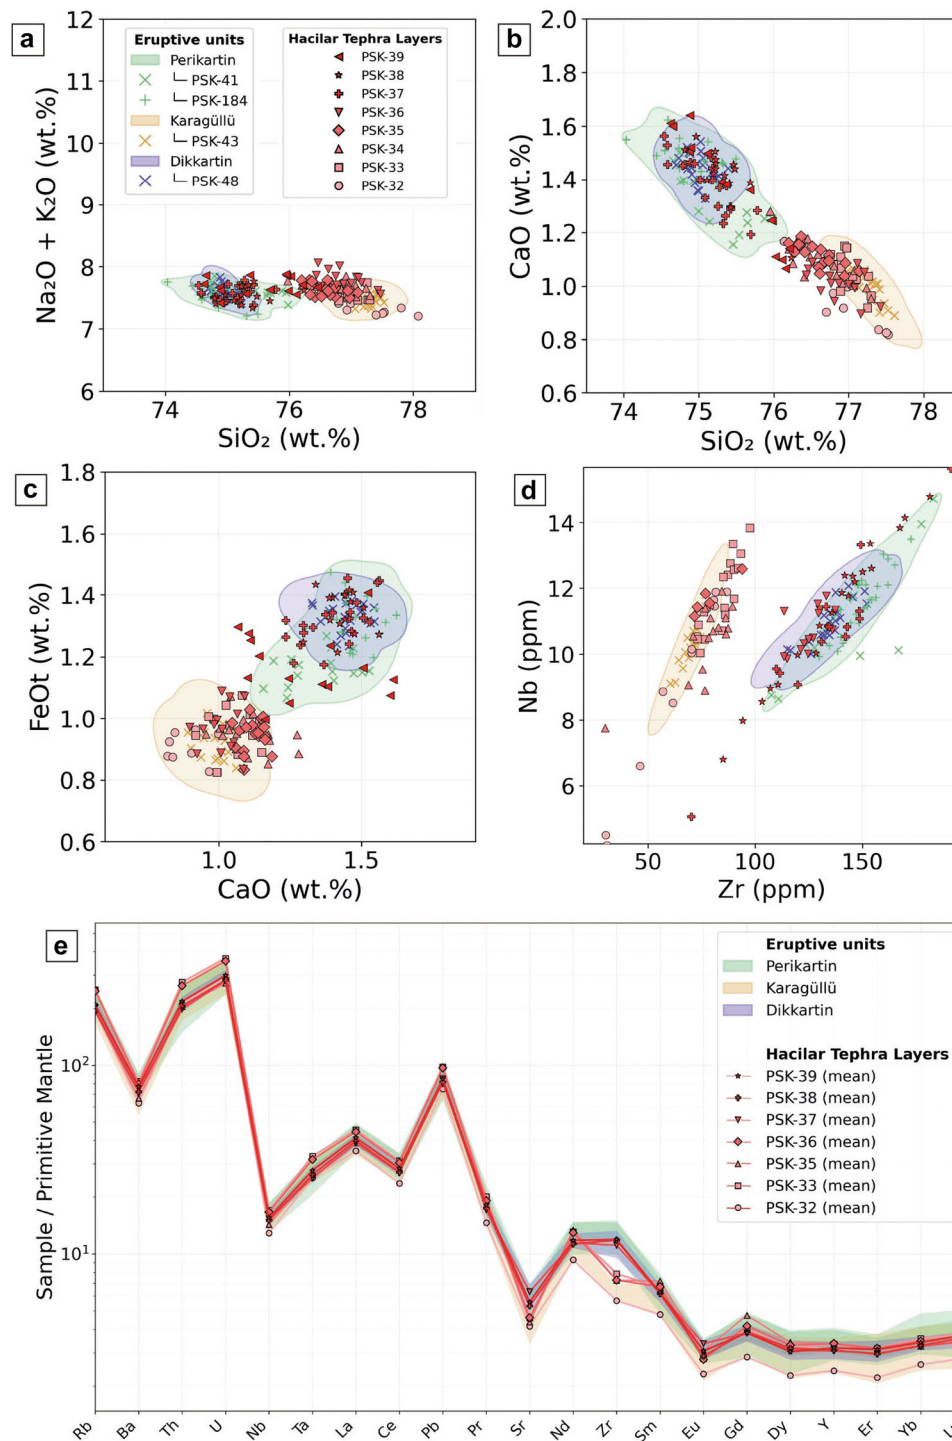 a
Na₂O + K₂O (wt.%)
12
11
10
9
8
7
6
74
76
78
SiO₂ (wt.%)
Eruptive units
Perikartin
PSK-41
PSK-184
Karagüllü
PSK-43
Dikkartin
PSK-48
Hacilar Tephra Layers
PSK-39
PSK-38
PSK-37
PSK-36
PSK-35
PSK-34
PSK-33
PSK-32
b
CaO (wt.%)
2.0
1.8
1.6
1.4
1.2
1.0
0.8
0.6
74
75
76
77
78
SiO₂ (wt.%)
c
FeOt (wt.%)
1.8
1.6
1.4
1.2
1.0
0.8
0.6
1.0
1.5
CaO (wt.%)
d
Nb (ppm)
14
12
10
8
6
50
100
150
Zr (ppm)
e
Sample / Primitive Mantle
10²
10¹
Eruptive units
Perikartin
Karagüllü
Dikkartin
Hacilar Tephra Layers
PSK-39 (mean)
PSK-38 (mean)
PSK-37 (mean)
PSK-36 (mean)
PSK-35 (mean)
PSK-33 (mean)
PSK-32 (mean)
Rb
Ba
Th
U
Nb
Ta
La
Ce
Pb
Pr
Sr
Nd
Zr
Sm
Eu
Gd
Dy
Y
Er
Yb